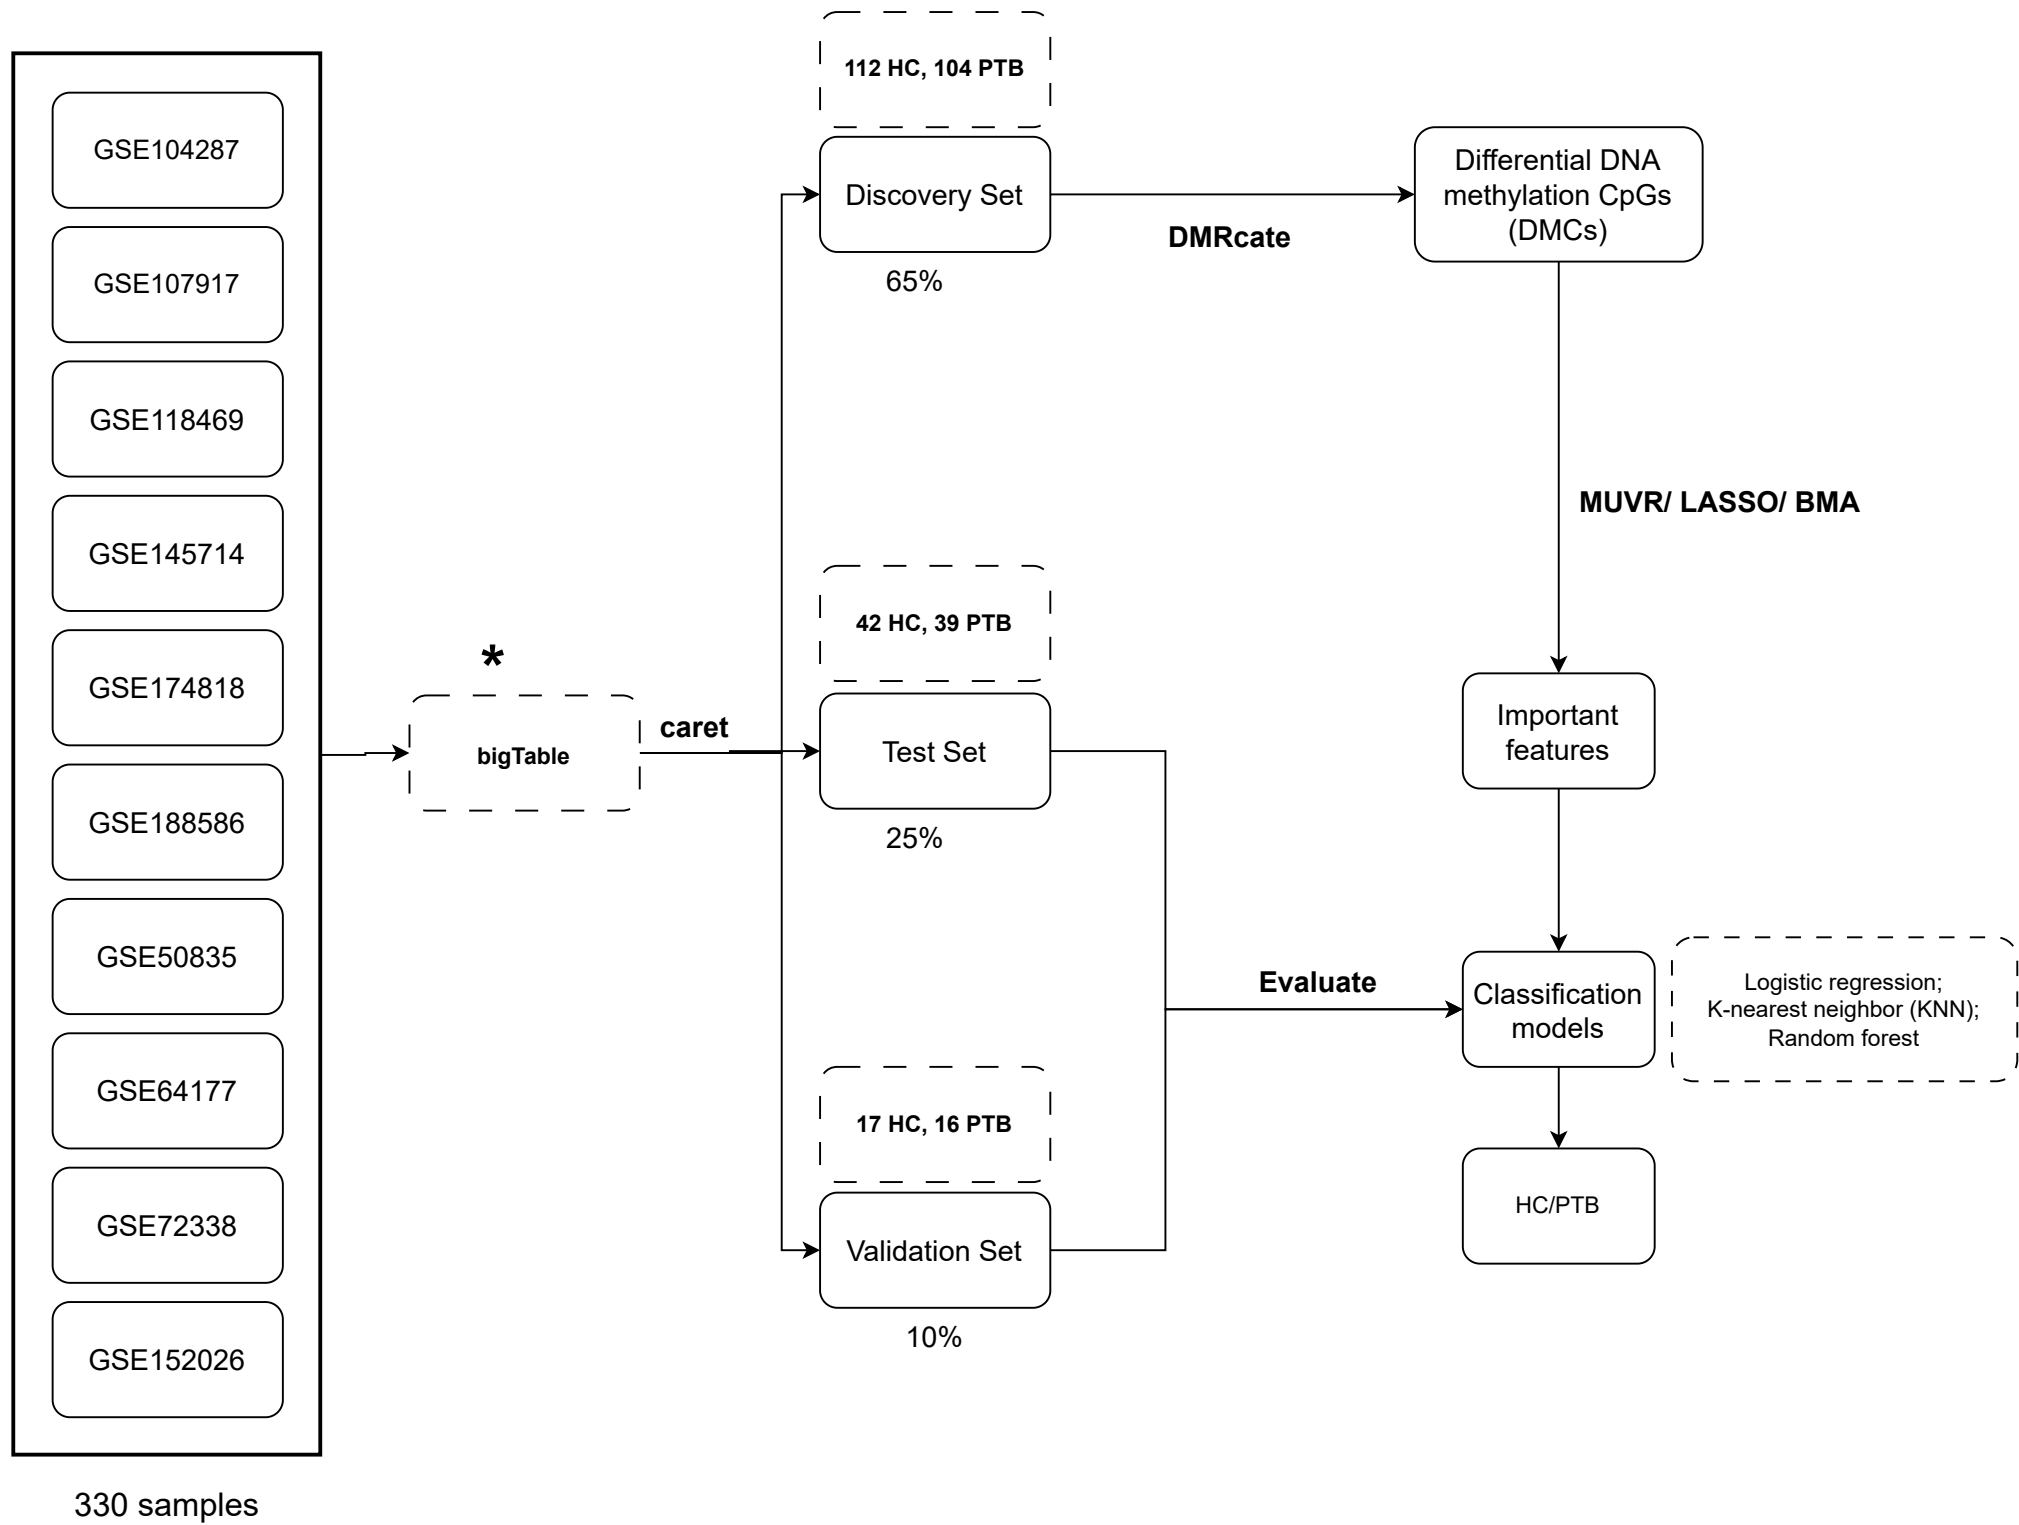 GSE104287
GSE107917
GSE118469
GSE145714
GSE174818
GSE188586
GSE50835
GSE64177
GSE72338
GSE152026
330 samples
*
bigTable
caret
112 HC, 104 PTB
Discovery Set
65%
42 HC, 39 PTB
Test Set
25%
17 HC, 16 PTB
Validation Set
10%
DMRcate
Differential DNA
methylation CpGs
(DMCs)
MUVR/ LASSO/ BMA
Important
features
Evaluate
Classification
models
Logistic regression;
K-nearest neighbor (KNN);
Random forest
HC/PTB